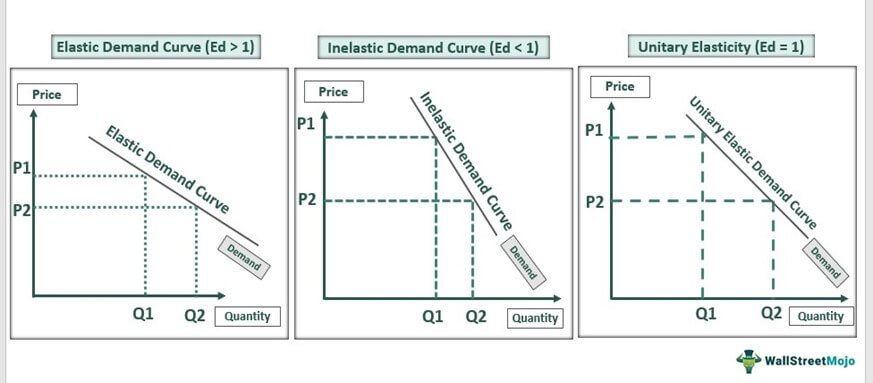 Elastic Demand Curve (Ed > 1)
Price
P1
P2
Elastic Demand Curve
Demand
Q1
Q2
Quantity
Inelastic Demand Curve (Ed < 1)
Price
P1
P2
Inelastic Demand Curve
Demand
Q1
Q2
Quantity
Unitary Elasticity (Ed = 1)
Price
P1
P2
Unitary Elastic Demand Curve
Demand
Q1
Q2
Quantity
WallStreetMojo